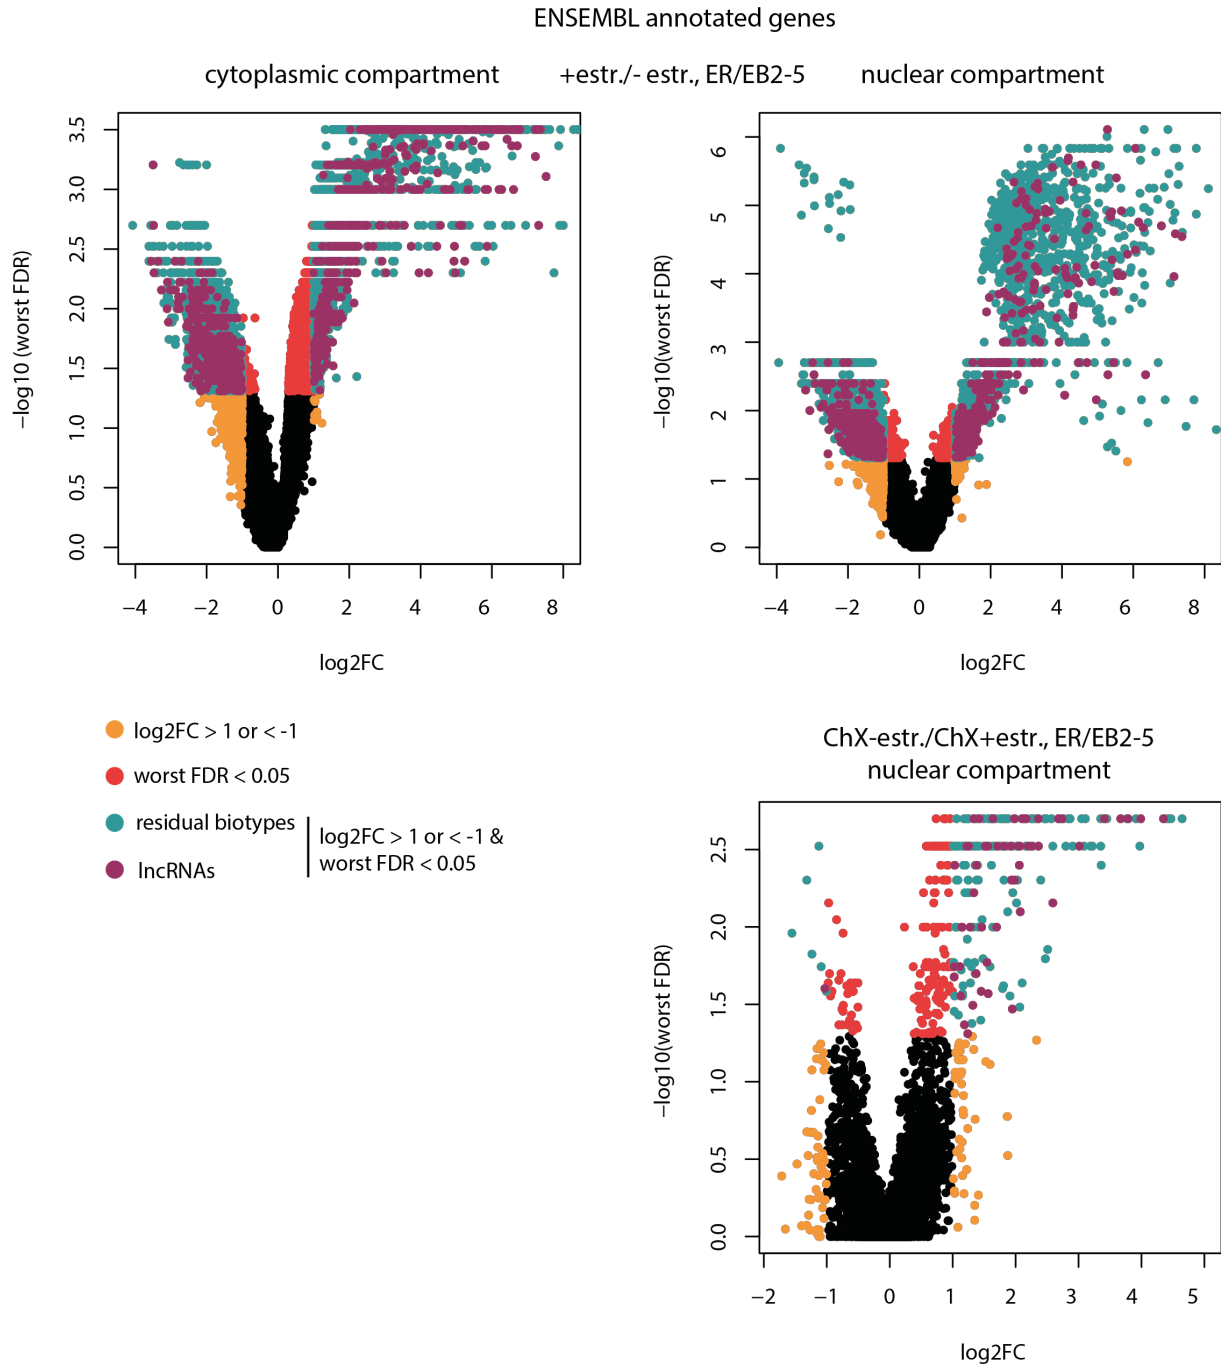 ENSEMBL annotated genes
cytoplasmic compartment
+estr./- estr., ER/EB2-5
nuclear compartment
−log10 (worst FDR)
0.0 0.5 1.0 1.5 2.0 2.5 3.0 3.5
−4 −2 0 2 4 6 8
log2FC
−log10(worst FDR)
0 1 2 3 4 5 6
−4 −2 0 2 4 6 8
log2FC
log2FC > 1 or < -1
worst FDR < 0.05
residual biotypes
lncRNAs
log2FC > 1 or < -1 &
worst FDR < 0.05
ChX-estr./ChX+estr., ER/EB2-5
nuclear compartment
−log10(worst FDR)
0.0 0.5 1.0 1.5 2.0 2.5
−2 −1 0 1 2 3 4 5
log2FC